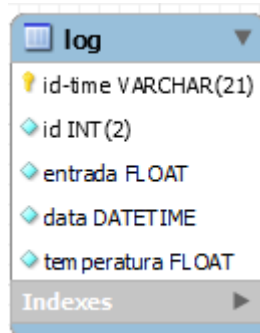 log
id-time VARCHAR(21)
id INT(2)
entrada FLOAT
data DATETIME
temperatura FLOAT
Indexes